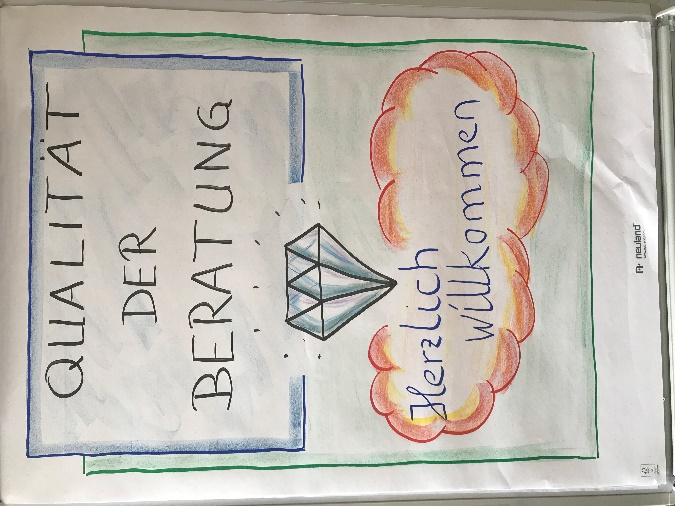 QUALITÄT
DER
BERATUNG
Herzlich
Willkommen
neuland